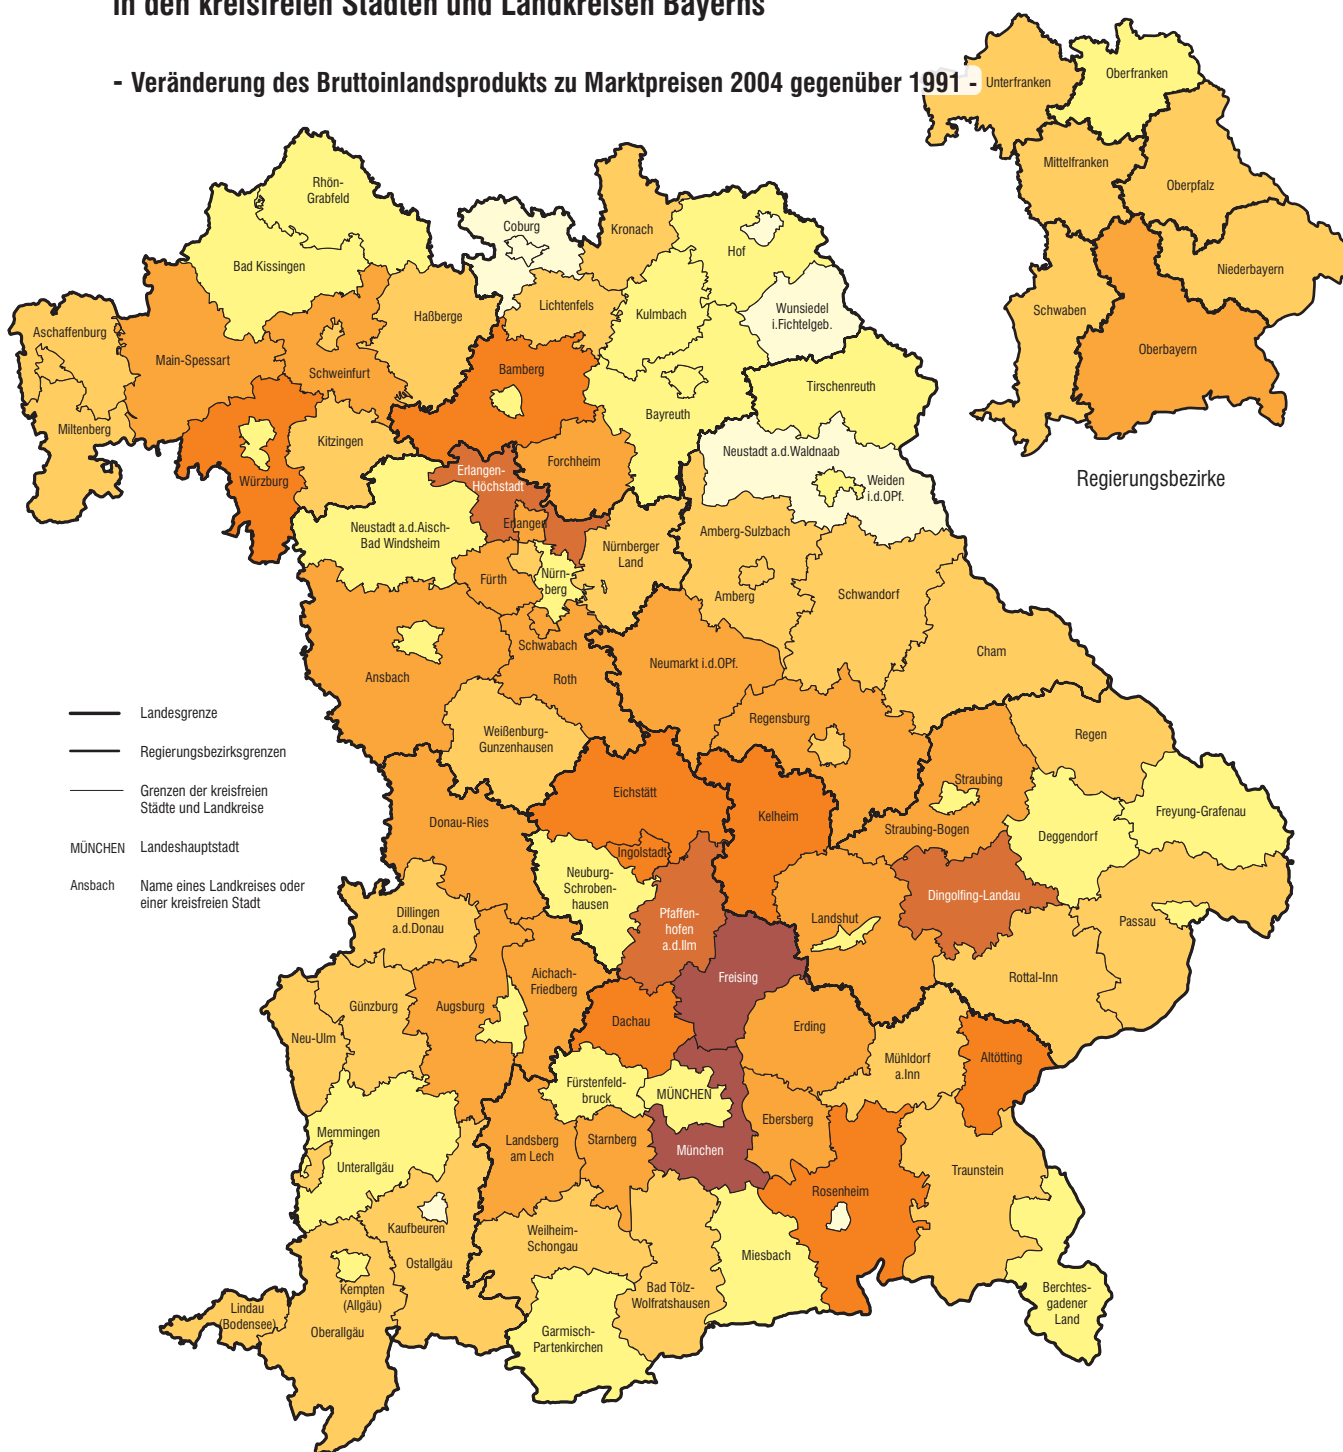 in den kreisfreien Städten und Landkreisen Bayerns
- Veränderung des Bruttoinlandsprodukts zu Marktpreisen 2004 gegenüber 1991 -
Unterfranken
Oberfranken
Mittelfranken
Oberpfalz
Niederbayern
Schwaben
Oberbayern
Regierungsbezirke
Rhön-
Grabfeld
Bad Kissingen
Coburg
Kronach
Hof
Lichtenfels
Kulmbach
Wunsiedel
i.Fichtelgeb.
Aschaffenburg
Main-Spessart
Schweinfurt
Haßberge
Bamberg
Bayreuth
Tirschenreuth
Miltenberg
Würzburg
Kitzingen
Erlangen-
Höchstadt
Forchheim
Neustadt a.d.Waldnaab
Weiden
i.d.OPf.
Neustadt a.d.Aisch-
Bad Windsheim
Erlangen
Fürth
Nürn-
berg
Nürnberger
Land
Amberg-Sulzbach
Amberg
Schwandorf
Cham
Ansbach
Schwabach
Roth
Neumarkt i.d.OPf.
Weißenburg-
Gunzenhausen
Regensburg
Regen
Landesgrenze
Regierungsbezirksgrenzen
Grenzen der kreisfreien
Städte und Landkreise
MÜNCHEN
Landeshauptstadt
Ansbach
Name eines Landkreises oder
einer kreisfreien Stadt
Donau-Ries
Eichstätt
Ingolstadt
Kelheim
Straubing
Straubing-Bogen
Deggendorf
Freyung-Grafenau
Neuburg-
Schroben-
hausen
Pfaffen-
hofen
a.d.Ilm
Landshut
Dingolfing-Landau
Passau
Dillingen
a.d.Donau
Aichach-
Friedberg
Freising
Rottal-Inn
Neu-Ulm
Günzburg
Augsburg
Dachau
Erding
Mühldorf
a.Inn
Altötting
Fürstenfeld-
bruck
MÜNCHEN
Ebersberg
Memmingen
Unterallgäu
Landsberg
am Lech
Starnberg
München
Rosenheim
Traunstein
Kaufbeuren
Ostallgäu
Weilheim-
Schongau
Bad Tölz-
Wolfratshausen
Miesbach
Berchtes-
gadener
Land
Kempten
(Allgäu)
Lindau
(Bodensee)
Oberallgäu
Garmisch-
Partenkirchen